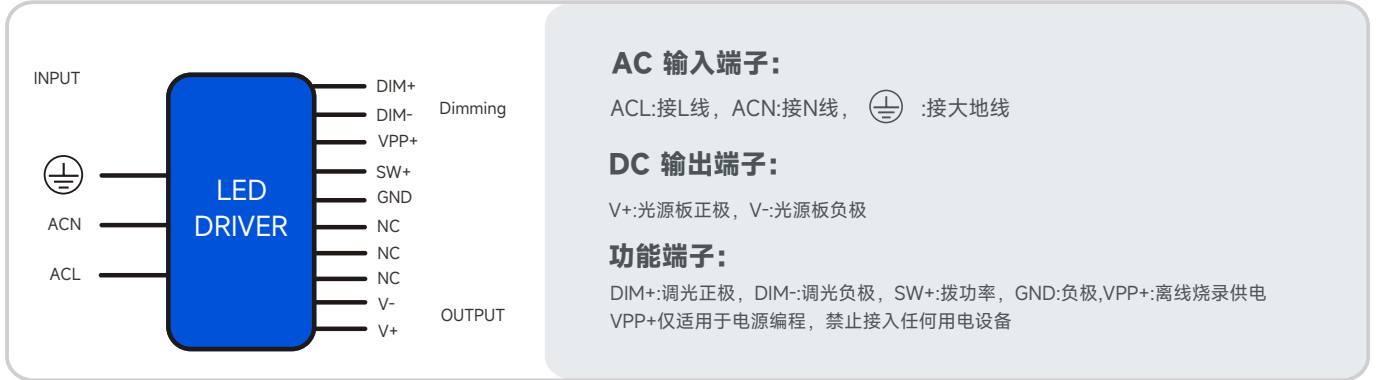 INPUT
ACN
ACL
LED
DRIVER
DIM+
DIM-
VPP+
SW+
GND
NC
NC
NC
V-
V+
Dimming
OUTPUT
AC 输入端子：
ACL:接L线，ACN:接N线， :接大地线
DC 输出端子：
V+:光源板正极，V-:光源板负极
功能端子：
DIM+:调光正极，DIM-:调光负极，SW+:拨功率，GND:负极,VPP+:离线烧录供电
VPP+仅适用于电源编程，禁止接入任何用电设备